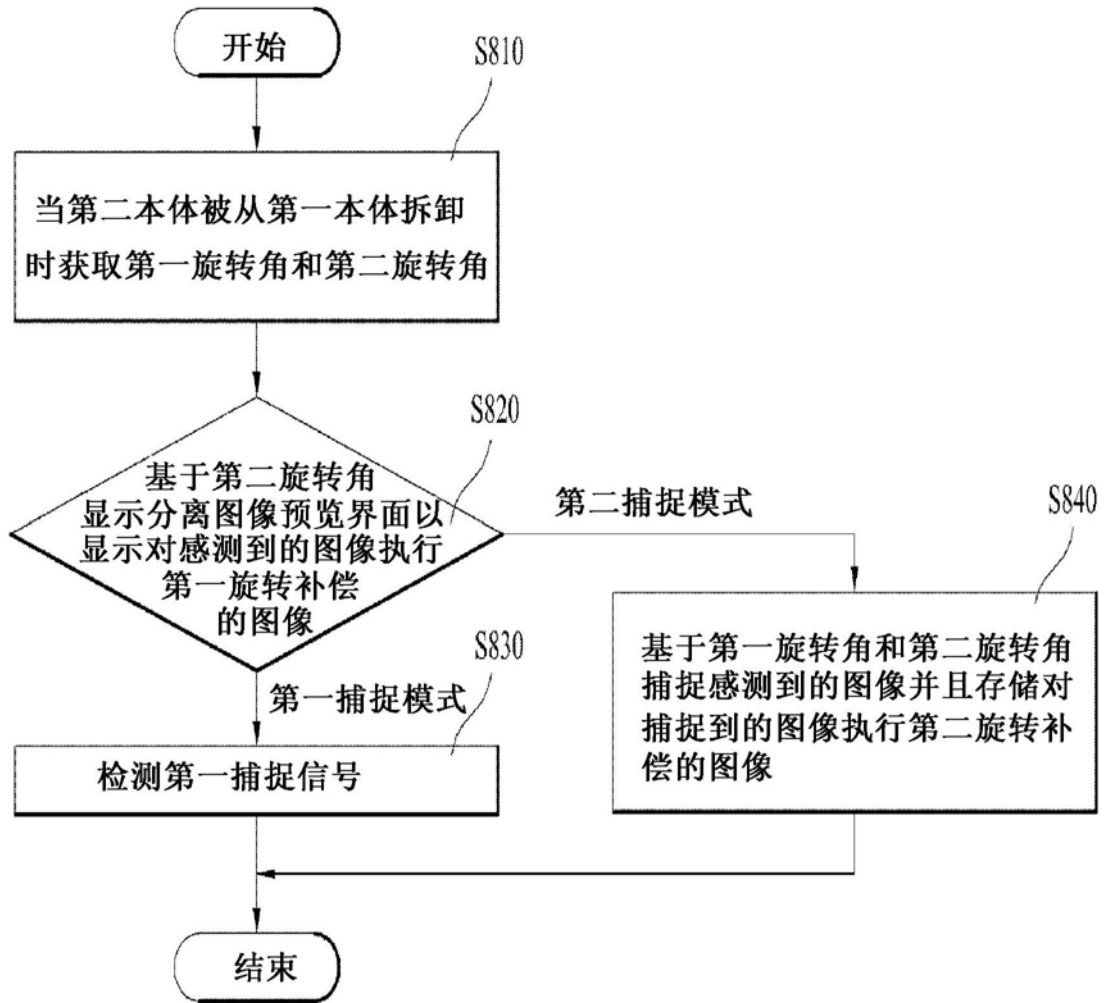 开始
S810
当第二本体被从第一本体拆卸
时获取第一旋转角和第二旋转角
S820
基于第二旋转角
显示分离图像预览界面以
显示对感测到的图像执行
第一旋转补偿
的图像
第二捕捉模式
S840
基于第一旋转角和第二旋转角
捕捉感测到的图像并且存储对
捕捉到的图像执行第二旋转补
偿的图像
第一捕捉模式
S830
检测第一捕捉信号
结束